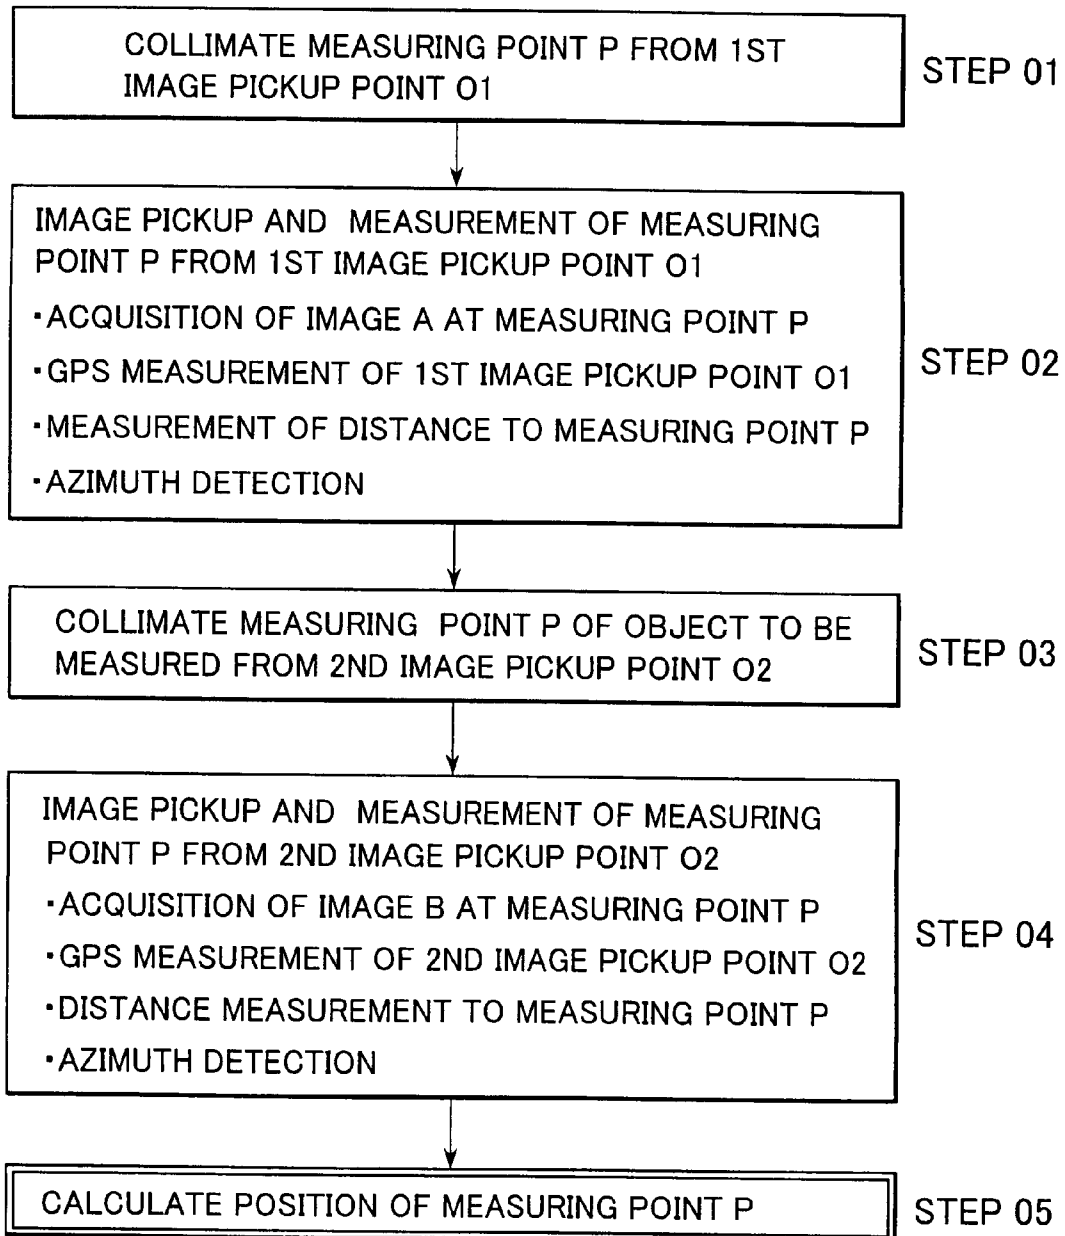 COLLIMATE MEASURING POINT P FROM 1ST
IMAGE PICKUP POINT O1
STEP 01
IMAGE PICKUP AND MEASUREMENT OF MEASURING
POINT P FROM 1ST IMAGE PICKUP POINT O1
・ACQUISITION OF IMAGE A AT MEASURING POINT P
・GPS MEASUREMENT OF 1ST IMAGE PICKUP POINT O1
・MEASUREMENT OF DISTANCE TO MEASURING POINT P
・AZIMUTH DETECTION
STEP 02
COLLIMATE MEASURING POINT P OF OBJECT TO BE
MEASURED FROM 2ND IMAGE PICKUP POINT O2
STEP 03
IMAGE PICKUP AND MEASUREMENT OF MEASURING
POINT P FROM 2ND IMAGE PICKUP POINT O2
・ACQUISITION OF IMAGE B AT MEASURING POINT P
・GPS MEASUREMENT OF 2ND IMAGE PICKUP POINT O2
・DISTANCE MEASUREMENT TO MEASURING POINT P
・AZIMUTH DETECTION
STEP 04
CALCULATE POSITION OF MEASURING POINT P
STEP 05